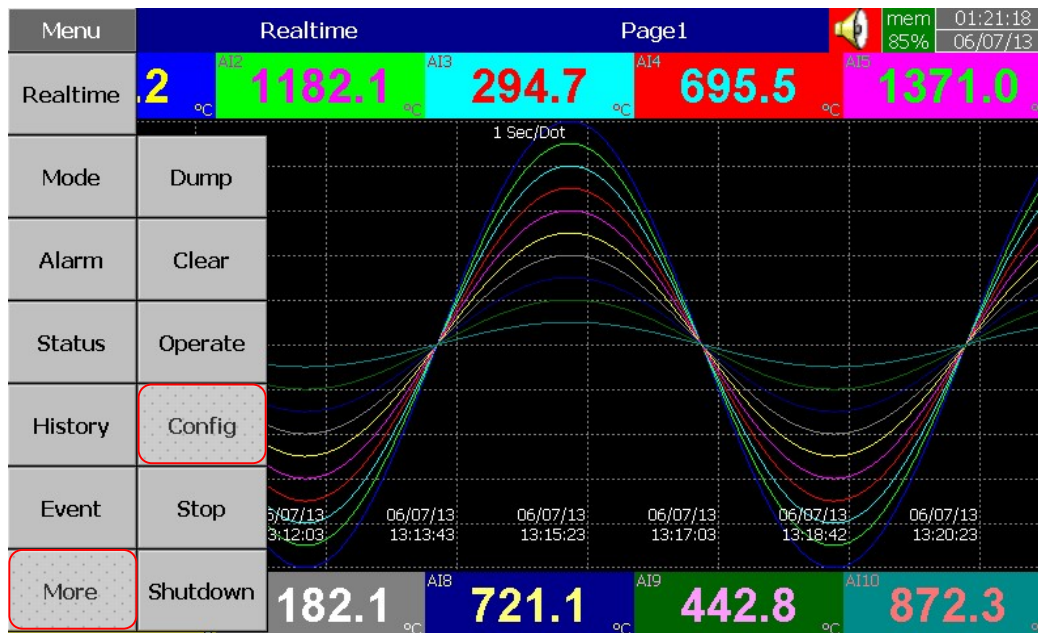 Menu
Realtime
Page1
mem
85%
01:21:18
06/07/13
Realtime
.2
°C
AI2
1182.1
°C
AI3
294.7
°C
AI4
695.5
°C
AI5
1371.0
1 Sec/Dot
Mode
Dump
Alarm
Clear
Status
Operate
History
Config
Event
Stop
More
Shutdown
/07/13
3:12:03
06/07/13
13:13:43
06/07/13
13:15:23
06/07/13
13:17:03
06/07/13
13:18:42
06/07/13
13:20:23
182.1
°C
AI8
721.1
°C
AI9
442.8
°C
AI10
872.3
°C